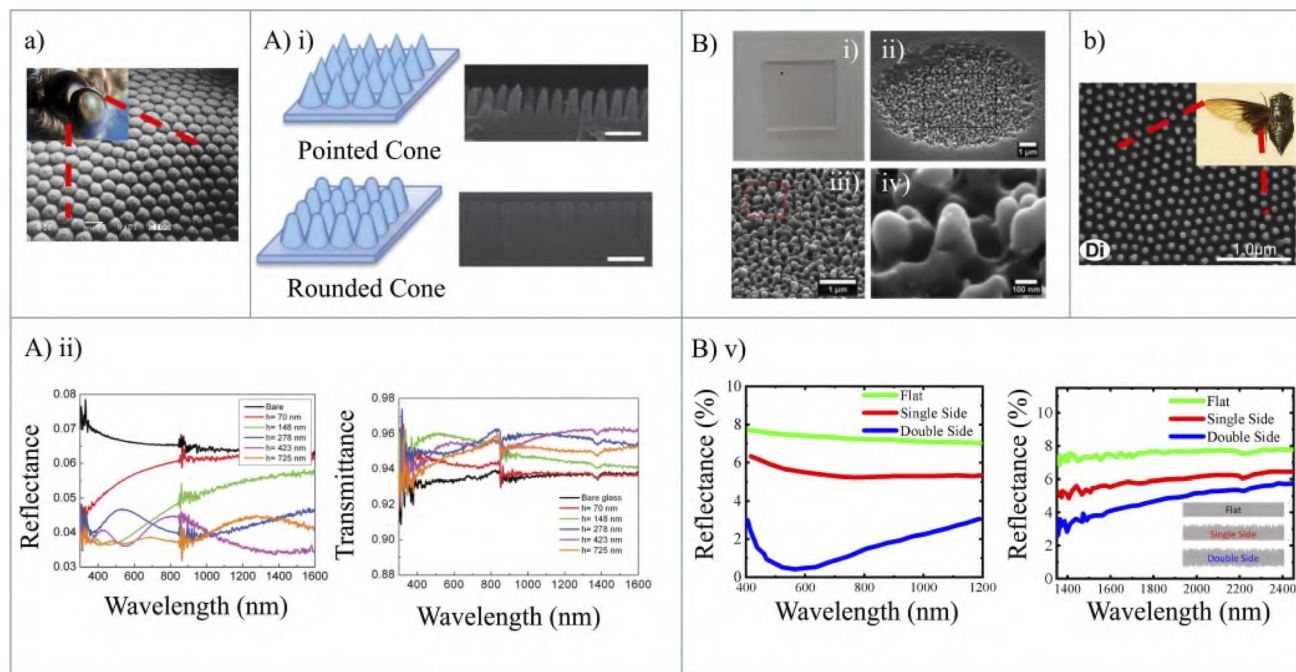 a)
A) i)
Pointed Cone
Rounded Cone
B)
i)
ii)
1 µm
iii)
1 µm
iv)
100 nm
b)
Di
1.0µm
A) ii)
Reflectance
0.08
0.07
0.06
0.05
0.04
0.03
Bare
h= 70 nm
h= 148 nm
h= 278 nm
h= 423 nm
h= 725 nm
400 600 800 1000 1200 1400 1600
Wavelength (nm)
Transmittance
0.96
0.94
0.92
0.90
0.88
Bare glass
h= 70 nm
h= 148 nm
h= 278 nm
h= 423 nm
h= 725 nm
400 600 800 1000 1200 1400 1600
Wavelength (nm)
B) v)
Reflectance (%)
10
8
6
4
2
0
Flat
Single Side
Double Side
400 600 800 1000 1200
Wavelength (nm)
Reflectance (%)
10
8
6
4
2
0
Flat
Single Side
Double Side
Flat
Single Side
Double Side
1400 1600 1800 2000 2200 2400
Wavelength (nm)